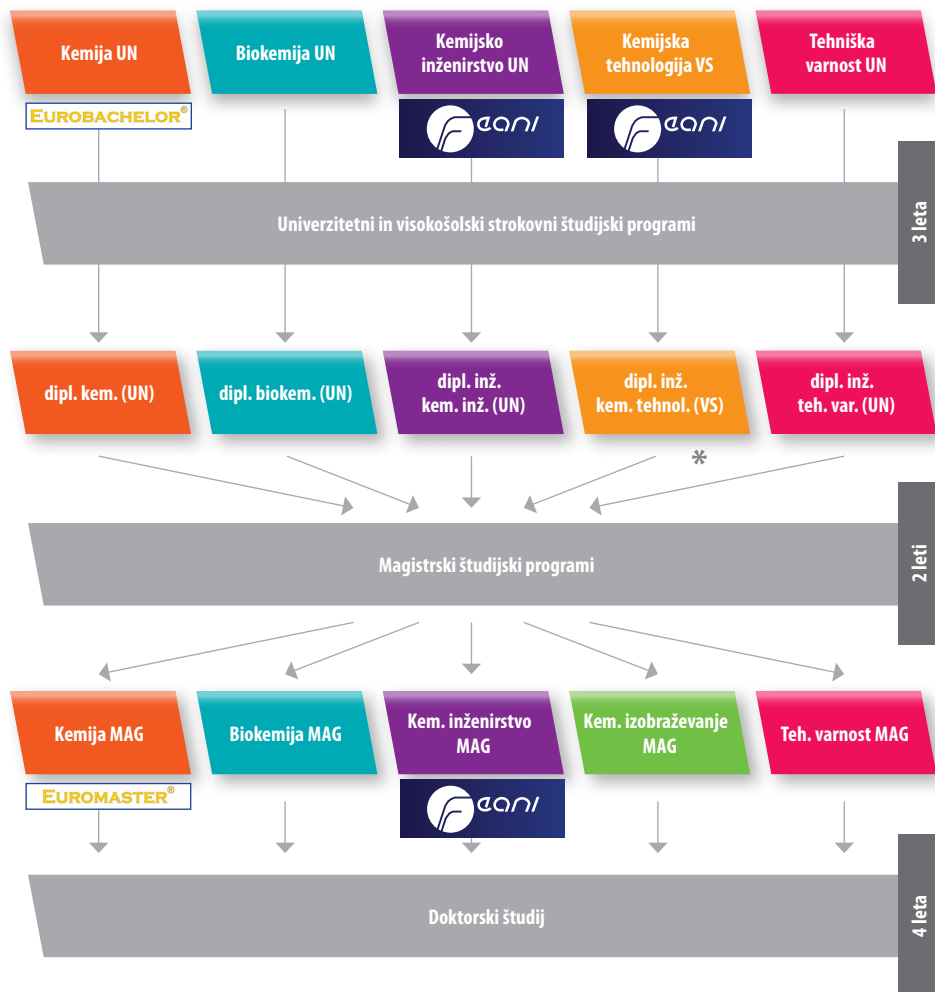 Kemija UN
Biokemija UN
Kemijsko
inženirstvo UN
Kemijska
tehnologija VS
Tehniška
varnost UN
EUROBACHELOR®
Feani
Feani
Univerzitetni in visokošolski strokovni študijski programi
3 leta
dipl. kem. (UN)
dipl. biokem. (UN)
dipl. inž.
kem. inž. (UN)
dipl. inž.
kem. tehnol. (VS)
dipl. inž.
teh. var. (UN)
*
Magistrski študijski programi
2 leti
Kemija MAG
Biokemija MAG
Kem. inženirstvo
MAG
Kem. izobraževanje
MAG
Teh. varnost MAG
EUROMASTER®
Feani
Doktorski študij
4 leta